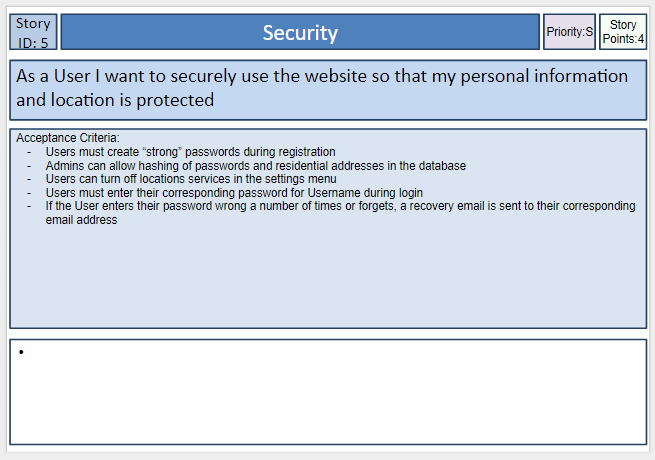 Story
ID: 5
Security
Priority:S
Story
Points:4
As a User I want to securely use the website so that my personal information
and location is protected
Acceptance Criteria:
- Users must create “strong” passwords during registration
- Admins can allow hashing of passwords and residential addresses in the database
- Users can turn off locations services in the settings menu
- Users must enter their corresponding password for Username during login
- If the User enters their password wrong a number of times or forgets, a recovery email is sent to their corresponding
email address
•